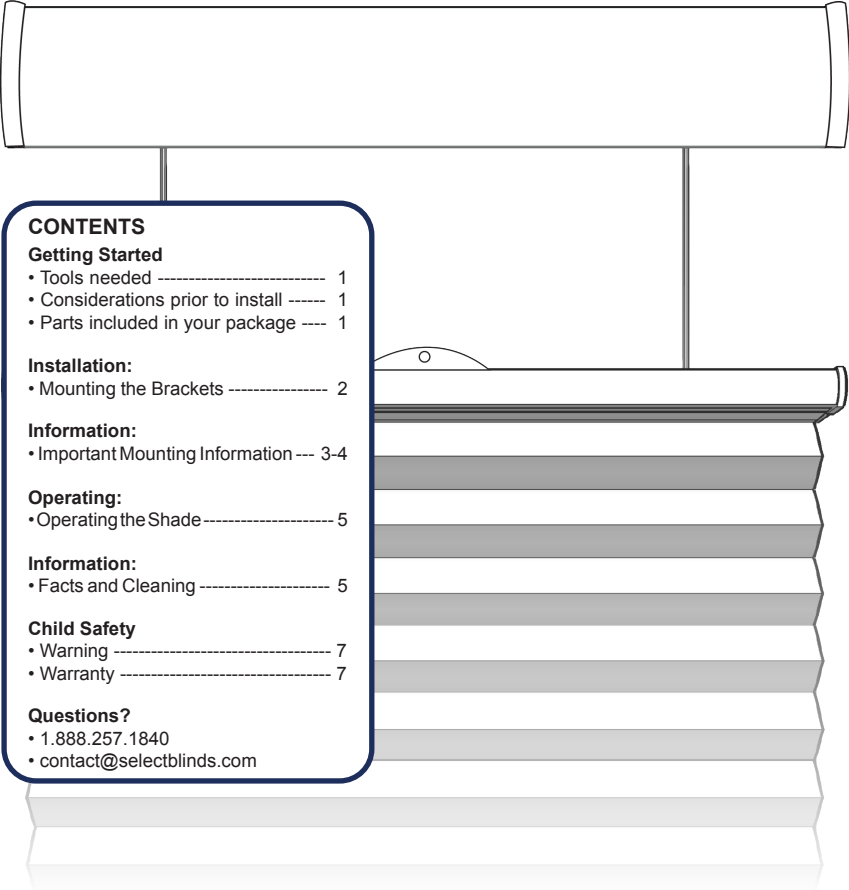 CONTENTS
Getting Started
• Tools needed --------------------------- 1
• Considerations prior to install ------ 1
• Parts included in your package ---- 1
Installation:
• Mounting the Brackets ---------------- 2
Information:
• Important Mounting Information --- 3-4
Operating:
• Operating the Shade --------------------- 5
Information:
• Facts and Cleaning --------------------- 5
Child Safety
• Warning ----------------------------------- 7
• Warranty ---------------------------------- 7
Questions?
• 1.888.257.1840
• contact@selectblinds.com